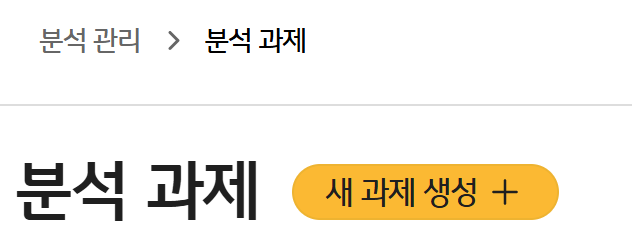 분석 관리 > 분석 과제
분석 과제 새 과제 생성 +